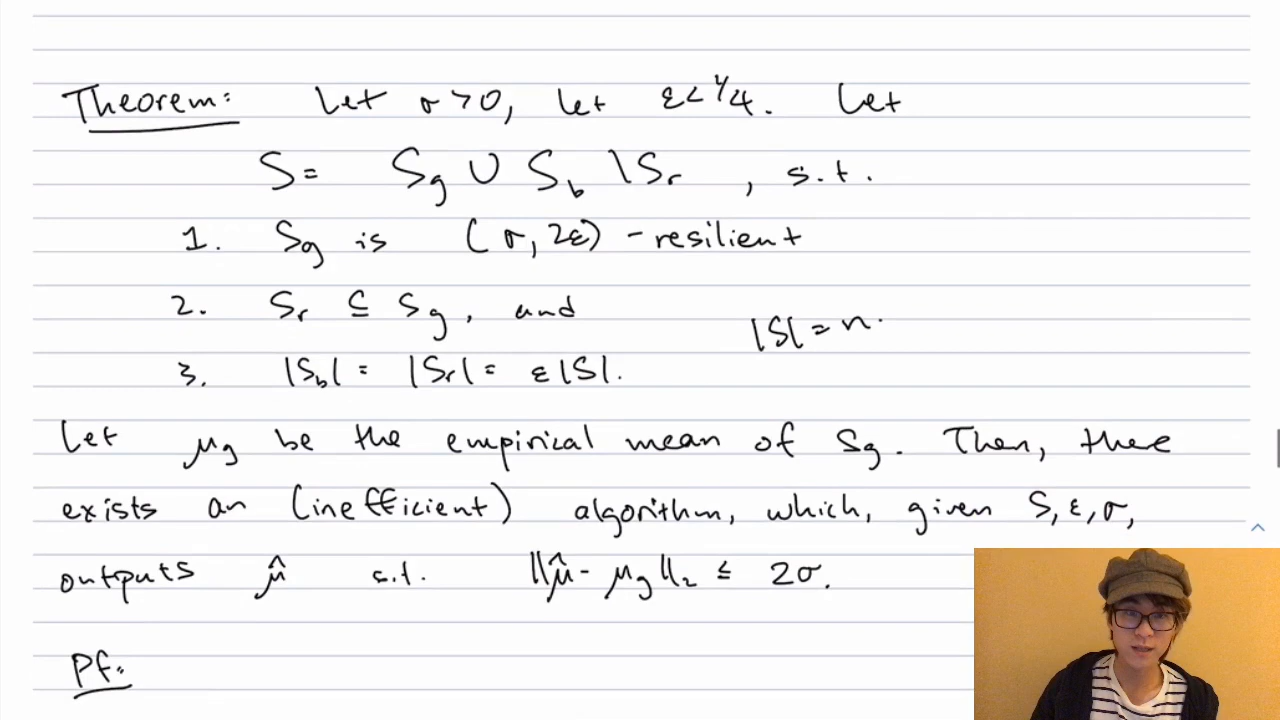 Theorem: Let σ > 0, let ε < 1/4. Let
S = S_g ∪ S_b \ S_r , s.t.
1. S_g is (σ, 2ε) - resilient
2. S_r ⊆ S_g, and
|S| = n.
3. |S_b| = |S_r| = ε|S|.
Let μ_g be the empirical mean of S_g. Then, there
exists an (inefficient) algorithm, which, given S, ε, σ,
outputs μ̂ s.t. ||μ̂ - μ_g||_2 ≤ 2σ.
Pf: